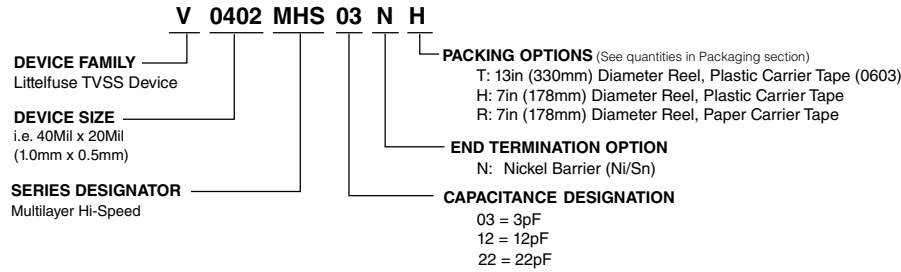 V 0402 MHS 03 N H
DEVICE FAMILY
Littelfuse TVSS Device
DEVICE SIZE
i.e. 40Mil x 20Mil
(1.0mm x 0.5mm)
SERIES DESIGNATOR
Multilayer Hi-Speed
PACKING OPTIONS (See quantities in Packaging section)
T: 13in (330mm) Diameter Reel, Plastic Carrier Tape (0603)
H: 7in (178mm) Diameter Reel, Plastic Carrier Tape
R: 7in (178mm) Diameter Reel, Paper Carrier Tape
END TERMINATION OPTION
N: Nickel Barrier (Ni/Sn)
CAPACITANCE DESIGNATION
03 = 3pF
12 = 12pF
22 = 22pF